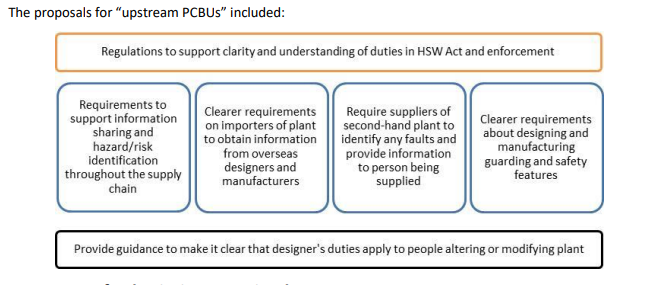 The proposals for “upstream PCBUs” included:
Regulations to support clarity and understanding of duties in HSW Act and enforcement
Requirements to
support information
sharing and
hazard/risk
identification
throughout the supply
chain
Clearer requirements
on importers of plant
to obtain information
from overseas
designers and
manufacturers
Require suppliers of
second-hand plant to
identify any faults and
provide information
to person being
supplied
Clearer requirements
about designing and
manufacturing
guarding and safety
features
Provide guidance to make it clear that designer's duties apply to people altering or modifying plant